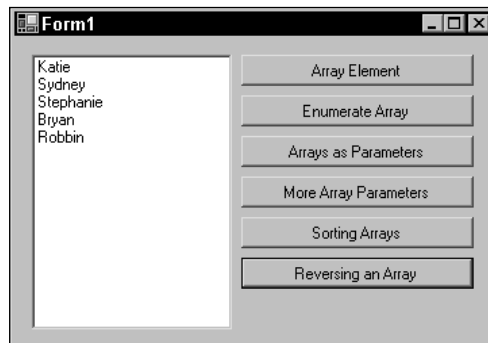 Form1
Katie
Sydney
Stephanie
Bryan
Robbin
Array Element
Enumerate Array
Arrays as Parameters
More Array Parameters
Sorting Arrays
Reversing an Array